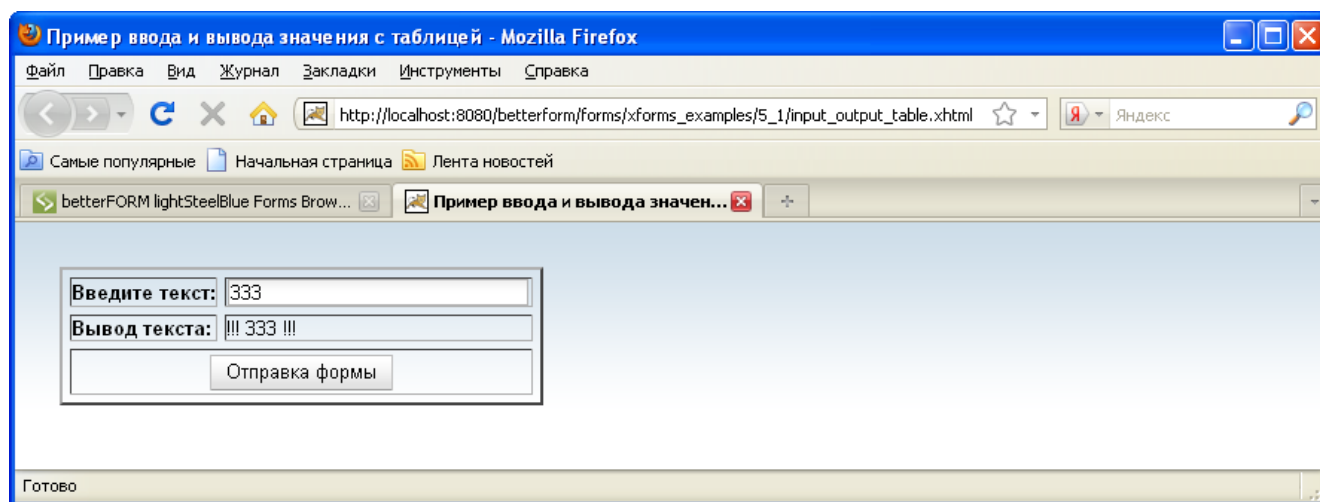 Пример ввода и вывода значения с таблицей - Mozilla Firefox
Файл Правка Вид Журнал Закладки Инструменты Справка
http://localhost:8080/betterform/forms/xforms_examples/5_1/input_output_table.xhtml Я Яндекс
Самые популярные Начальная страница Лента новостей
betterFORM lightSteelBlue Forms Brow... Пример ввода и вывода значен...
Введите текст: 333
Вывод текста: !!! 333 !!!
Отправка формы
Готово